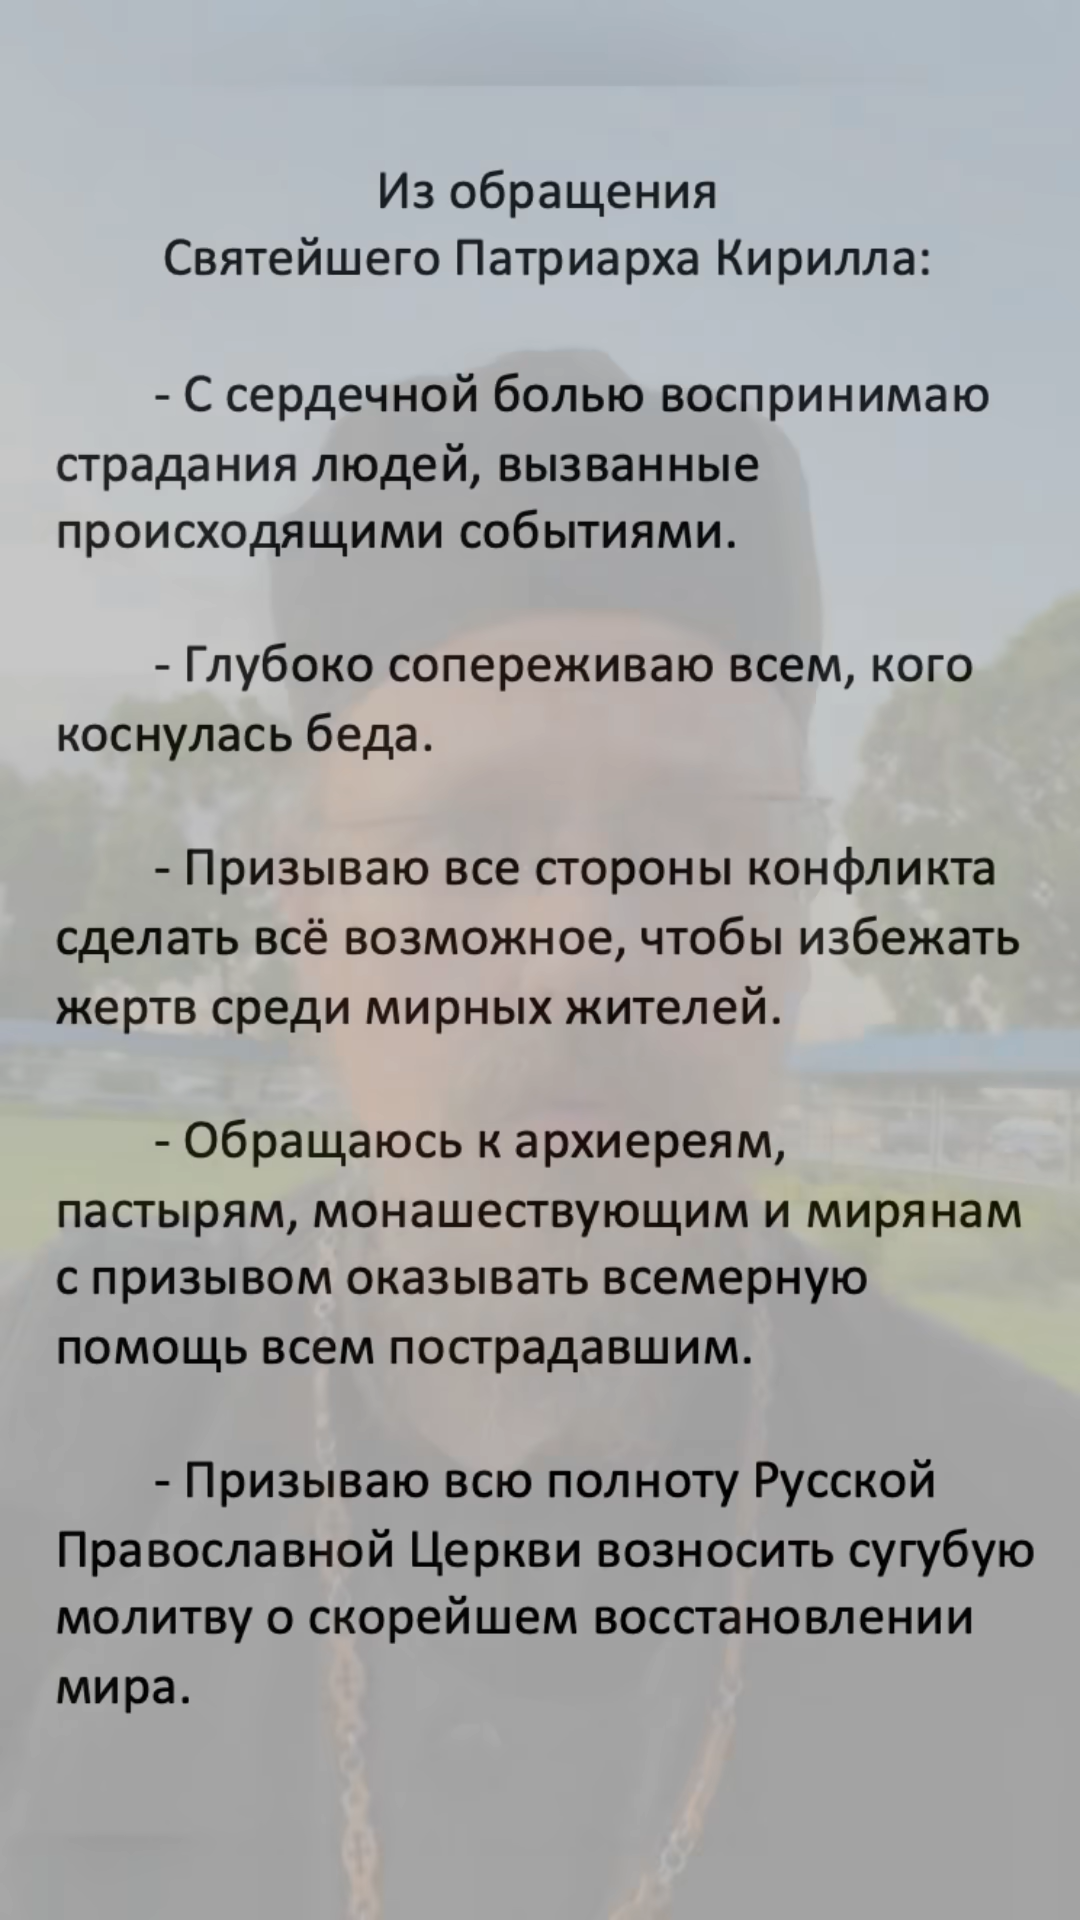 Из обращения
Святейшего Патриарха Кирилла:
- С сердечной болью воспринимаю
страдания людей, вызванные
происходящими событиями.
- Глубоко сопереживаю всем, кого
коснулась беда.
- Призываю все стороны конфликта
сделать всё возможное, чтобы избежать
жертв среди мирных жителей.
- Обращаюсь к архиереям,
пастырям, монашествующим и мирянам
с призывом оказывать всемерную
помощь всем пострадавшим.
- Призываю всю полноту Русской
Православной Церкви возносить сугубую
молитву о скорейшем восстановлении
мира.